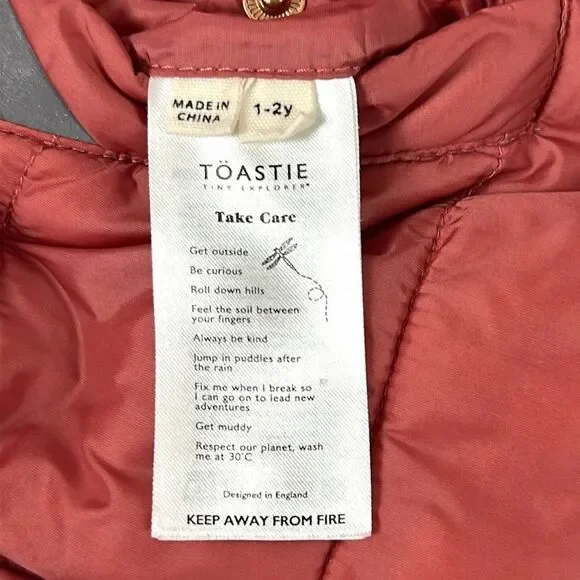 MADE IN
CHINA
1-2y
TÖASTIE
TINY EXPLORER®
Take Care
Get outside
Be curious
Roll down hills
Feel the soil between
your fingers
Always be kind
Jump in puddles after
the rain
Fix me when I break so
I can go on to lead new
adventures
Get muddy
Respect our planet, wash
me at 30°C
Designed in England
KEEP AWAY FROM FIRE